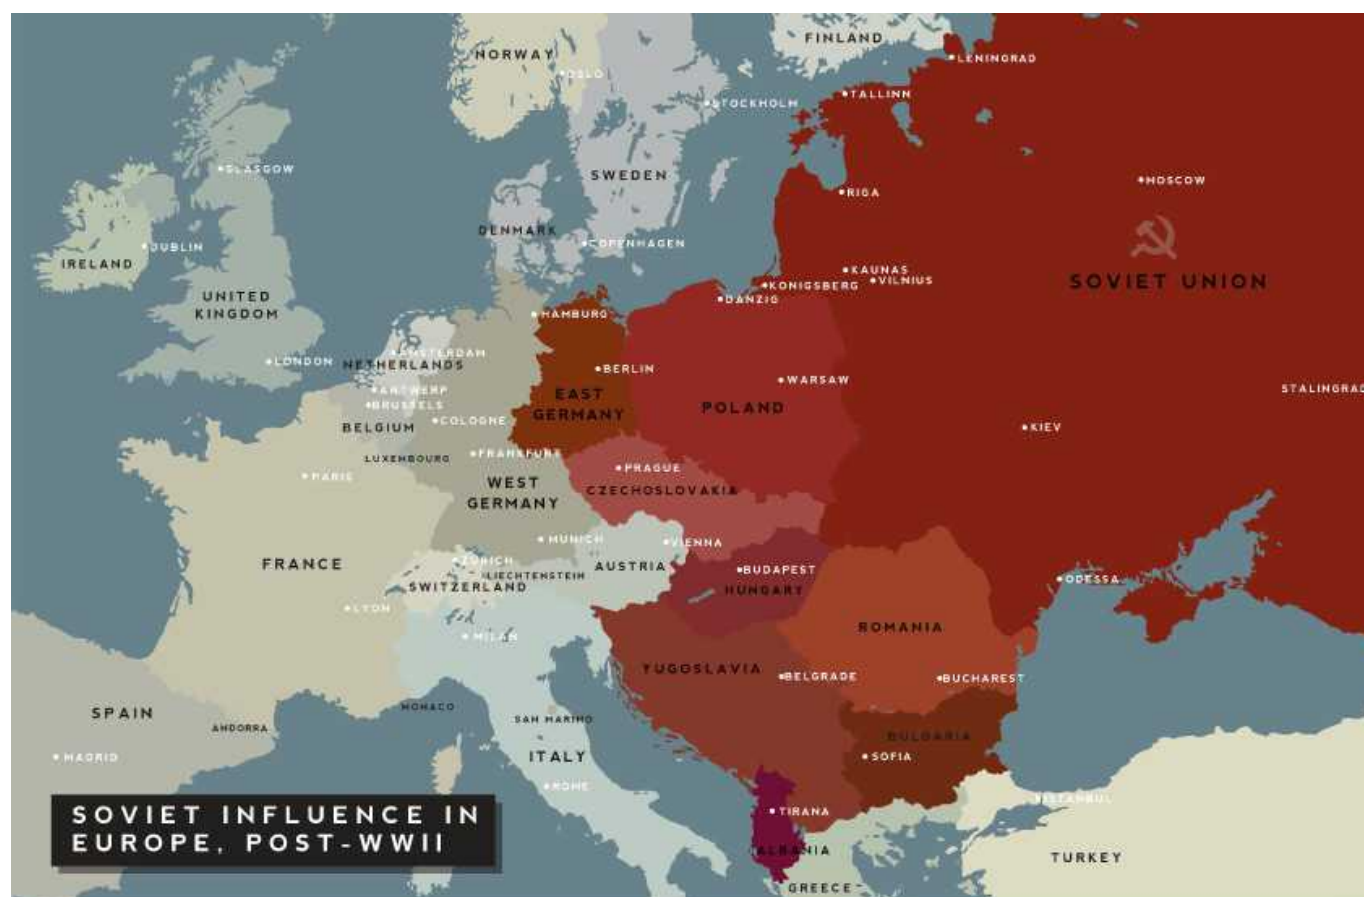 NORWAY
OSLO
FINLAND
LENINGRAD
TALLINN
STOCKHOLM
GLASGOW
SWEDEN
MOSCOW
RIGA
DENMARK
DUBLIN
COPENHAGEN
IRELAND
KAUNAS
VILNIUS
SOVIET UNION
KONIGSBERG
DANZIG
UNITED
KINGDOM
HAMBURG
AMSTERDAM
LONDON
NETHERLANDS
BERLIN
WARSAW
STALINGRAD
ANTWERP
EAST
GERMANY
BRUSSELS
POLAND
COLOGNE
BELGIUM
KIEV
LUXEMBOURG
FRANKFURT
PRAGUE
PARIS
WEST
GERMANY
CZECHOSLOVAKIA
MUNICH
VIENNA
FRANCE
ZURICH
AUSTRIA
BUDAPEST
LIECHTENSTEIN
ODESSA
SWITZERLAND
HUNGARY
LYON
ROMANIA
MILAN
YUGOSLAVIA
BELGRADE
BUCHAREST
MONACO
SPAIN
SAN MARINO
ANDORRA
BULGARIA
MADRID
ITALY
SOFIA
ROME
ISTANBUL
TIRANA
SOVIET INFLUENCE IN
EUROPE, POST-WWII
ALBANIA
TURKEY
GREECE